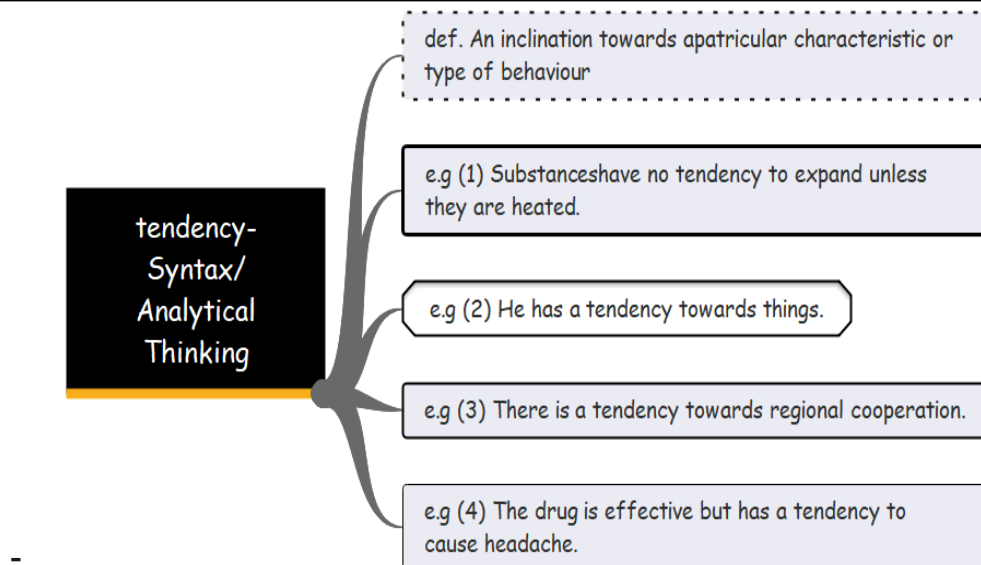 tendency-
Syntax/
Analytical
Thinking
def. An inclination towards apatricular characteristic or
type of behaviour
e.g (1) Substanceshave no tendency to expand unless
they are heated.
e.g (2) He has a tendency towards things.
e.g (3) There is a tendency towards regional cooperation.
e.g (4) The drug is effective but has a tendency to
cause headache.
-